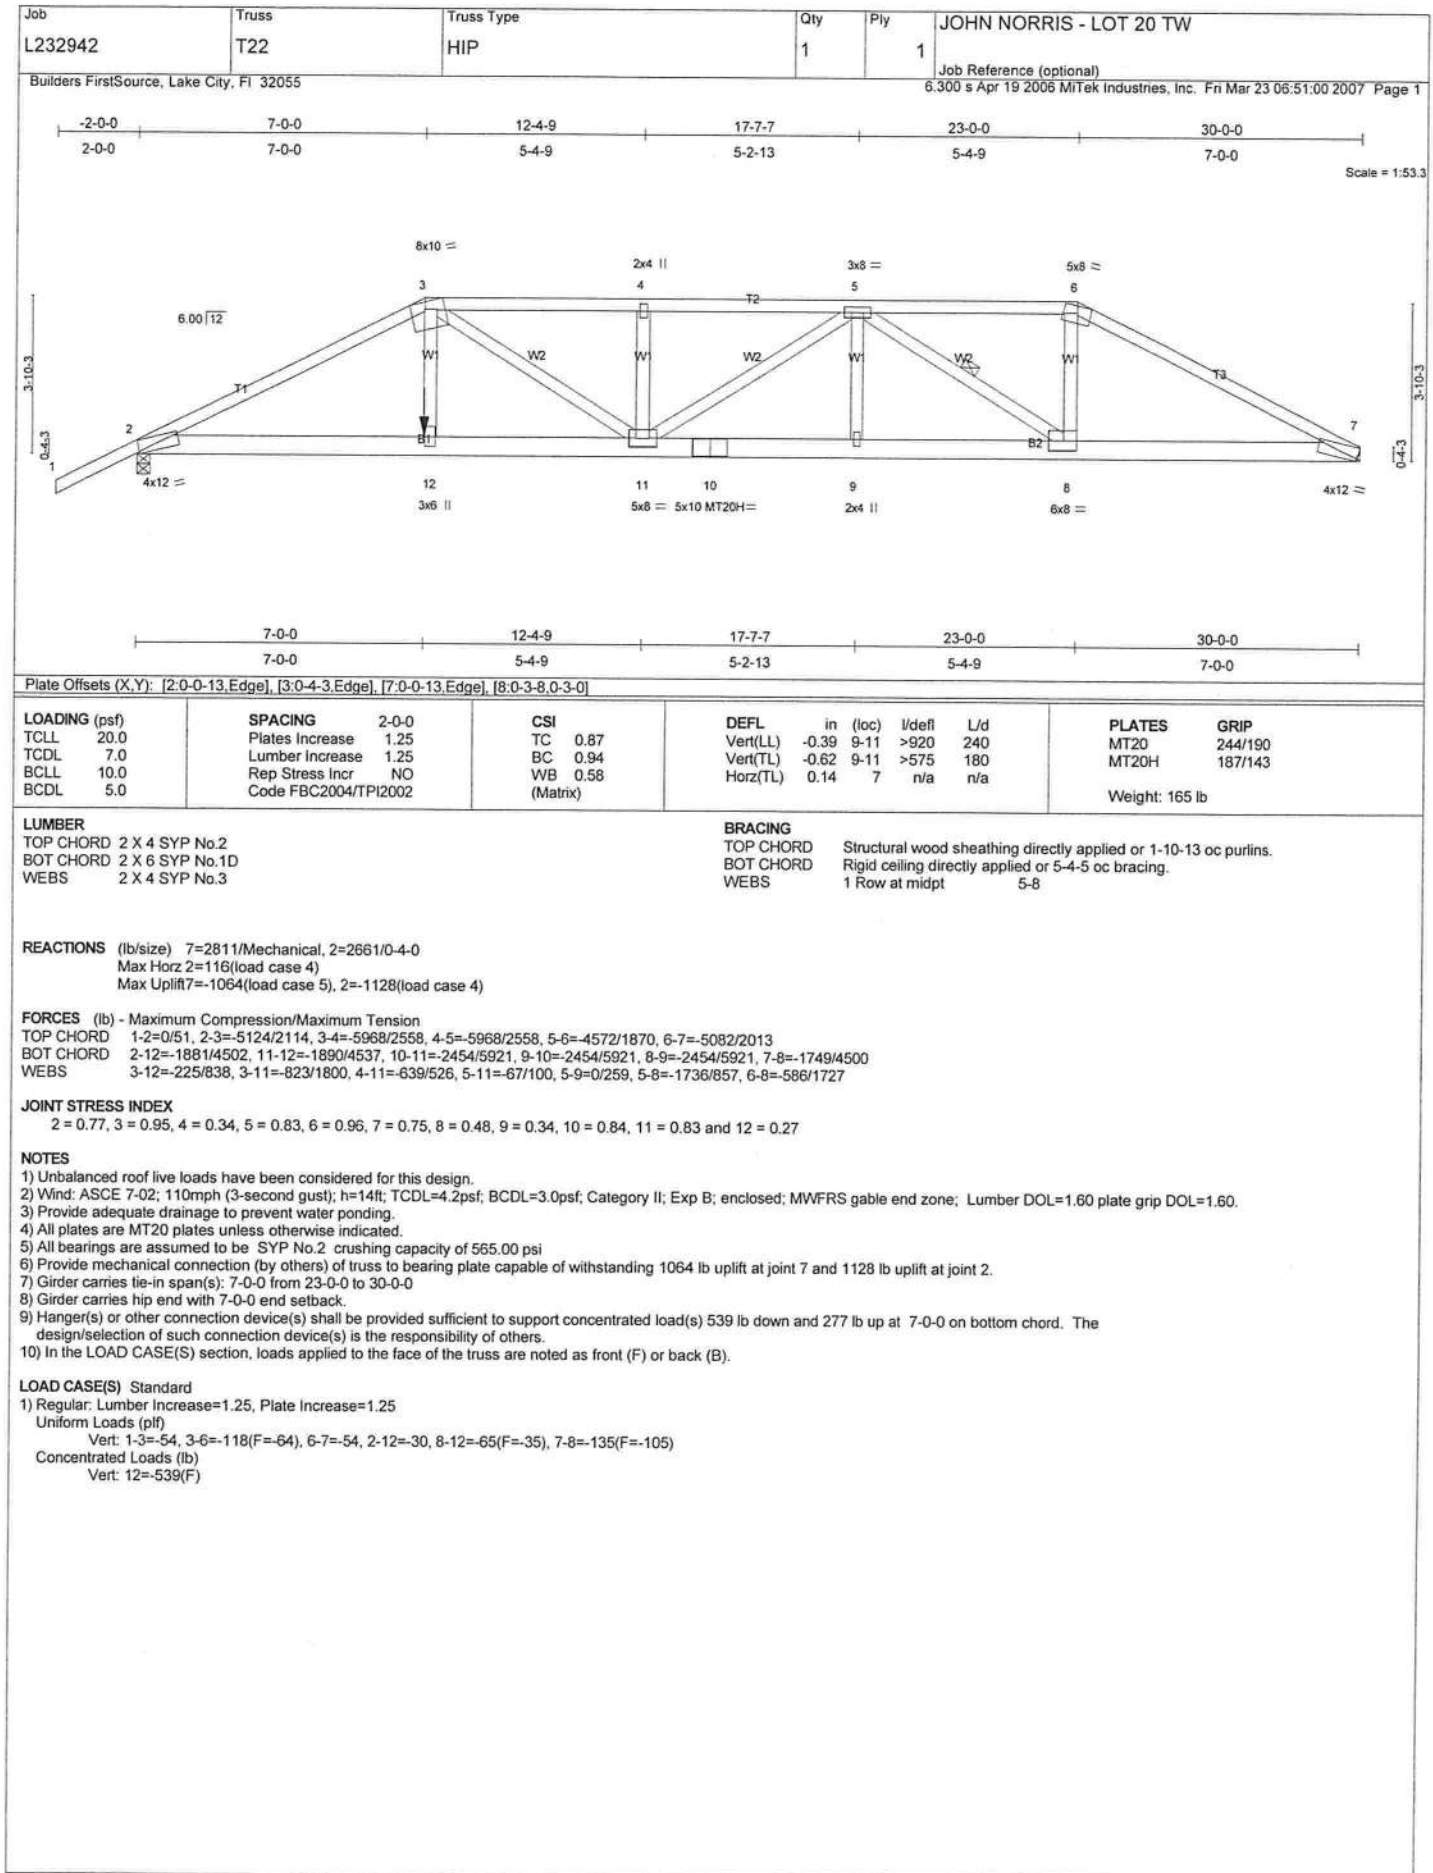 Job Truss Truss Type Qty Ply JOHN NORRIS - LOT 20 TW
L232942 T22 HIP 1 1
Job Reference (optional)
Builders FirstSource, Lake City, Fl 32055 6.300 s Apr 19 2006 MiTek Industries, Inc. Fri Mar 23 06:51:00 2007 Page 1
-2-0-0 7-0-0 12-4-9 17-7-7 23-0-0 30-0-0
2-0-0 7-0-0 5-4-9 5-2-13 5-4-9 7-0-0
Scale = 1:53.3
8x10 =
2x4 || 3x8 = 5x8 =
3 4 5 6
T2
6.00 12
W1 W2 W1 W2 W1 W2 W1
3-10-3 3-10-3
T1 T3
2 7
B1 B2
0-4-3 0-4-3
1
4x12 = 12 11 10 9 8 4x12 =
3x6 || 5x8 = 5x10 MT20H= 2x4 || 6x8 =
7-0-0 12-4-9 17-7-7 23-0-0 30-0-0
7-0-0 5-4-9 5-2-13 5-4-9 7-0-0
Plate Offsets (X,Y): [2:0-0-13,Edge], [3:0-4-3,Edge], [7:0-0-13,Edge], [8:0-3-8,0-3-0]
LOADING (psf) SPACING 2-0-0 CSI DEFL in (loc) l/defl L/d PLATES GRIP
TCLL 20.0 Plates Increase 1.25 TC 0.87 Vert(LL) -0.39 9-11 >920 240 MT20 244/190
TCDL 7.0 Lumber Increase 1.25 BC 0.94 Vert(TL) -0.62 9-11 >575 180 MT20H 187/143
BCLL 10.0 Rep Stress Incr NO WB 0.58 Horz(TL) 0.14 7 n/a n/a
BCDL 5.0 Code FBC2004/TPI2002 (Matrix) Weight: 165 lb
LUMBER
TOP CHORD 2 X 4 SYP No.2
BOT CHORD 2 X 6 SYP No.1D
WEBS 2 X 4 SYP No.3
BRACING
TOP CHORD Structural wood sheathing directly applied or 1-10-13 oc purlins.
BOT CHORD Rigid ceiling directly applied or 5-4-5 oc bracing.
WEBS 1 Row at midpt 5-8
REACTIONS (lb/size) 7=2811/Mechanical, 2=2661/0-4-0
Max Horz 2=116(load case 4)
Max Uplift7=-1064(load case 5), 2=-1128(load case 4)
FORCES (lb) - Maximum Compression/Maximum Tension
TOP CHORD 1-2=0/51, 2-3=-5124/2114, 3-4=-5968/2558, 4-5=-5968/2558, 5-6=-4572/1870, 6-7=-5082/2013
BOT CHORD 2-12=-1881/4502, 11-12=-1890/4537, 10-11=-2454/5921, 9-10=-2454/5921, 8-9=-2454/5921, 7-8=-1749/4500
WEBS 3-12=-225/838, 3-11=-823/1800, 4-11=-639/526, 5-11=-67/100, 5-9=0/259, 5-8=-1736/857, 6-8=-586/1727
JOINT STRESS INDEX
2 = 0.77, 3 = 0.95, 4 = 0.34, 5 = 0.83, 6 = 0.96, 7 = 0.75, 8 = 0.48, 9 = 0.34, 10 = 0.84, 11 = 0.83 and 12 = 0.27
NOTES
1) Unbalanced roof live loads have been considered for this design.
2) Wind: ASCE 7-02; 110mph (3-second gust); h=14ft; TCDL=4.2psf; BCDL=3.0psf; Category II; Exp B; enclosed; MWFRS gable end zone; Lumber DOL=1.60 plate grip DOL=1.60.
3) Provide adequate drainage to prevent water ponding.
4) All plates are MT20 plates unless otherwise indicated.
5) All bearings are assumed to be SYP No.2 crushing capacity of 565.00 psi
6) Provide mechanical connection (by others) of truss to bearing plate capable of withstanding 1064 lb uplift at joint 7 and 1128 lb uplift at joint 2.
7) Girder carries tie-in span(s): 7-0-0 from 23-0-0 to 30-0-0
8) Girder carries hip end with 7-0-0 end setback.
9) Hanger(s) or other connection device(s) shall be provided sufficient to support concentrated load(s) 539 lb down and 277 lb up at 7-0-0 on bottom chord. The
design/selection of such connection device(s) is the responsibility of others.
10) In the LOAD CASE(S) section, loads applied to the face of the truss are noted as front (F) or back (B).
LOAD CASE(S) Standard
1) Regular: Lumber Increase=1.25, Plate Increase=1.25
Uniform Loads (plf)
Vert: 1-3=-54, 3-6=-118(F=-64), 6-7=-54, 2-12=-30, 8-12=-65(F=-35), 7-8=-135(F=-105)
Concentrated Loads (lb)
Vert: 12=-539(F)